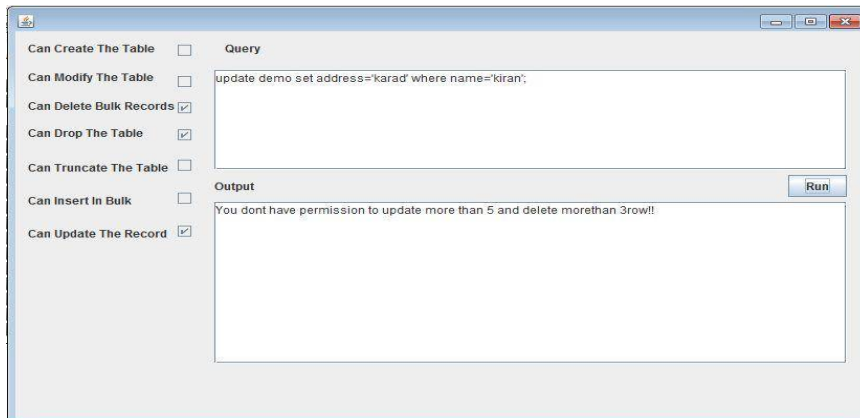 Can Create The Table
Query
Can Modify The Table
update demo set address='karad' where name='kiran';
Can Delete Bulk Records
Can Drop The Table
Can Truncate The Table
Output
Run
Can Insert In Bulk
You dont have permission to update more than 5 and delete morethan 3row!!
Can Update The Record